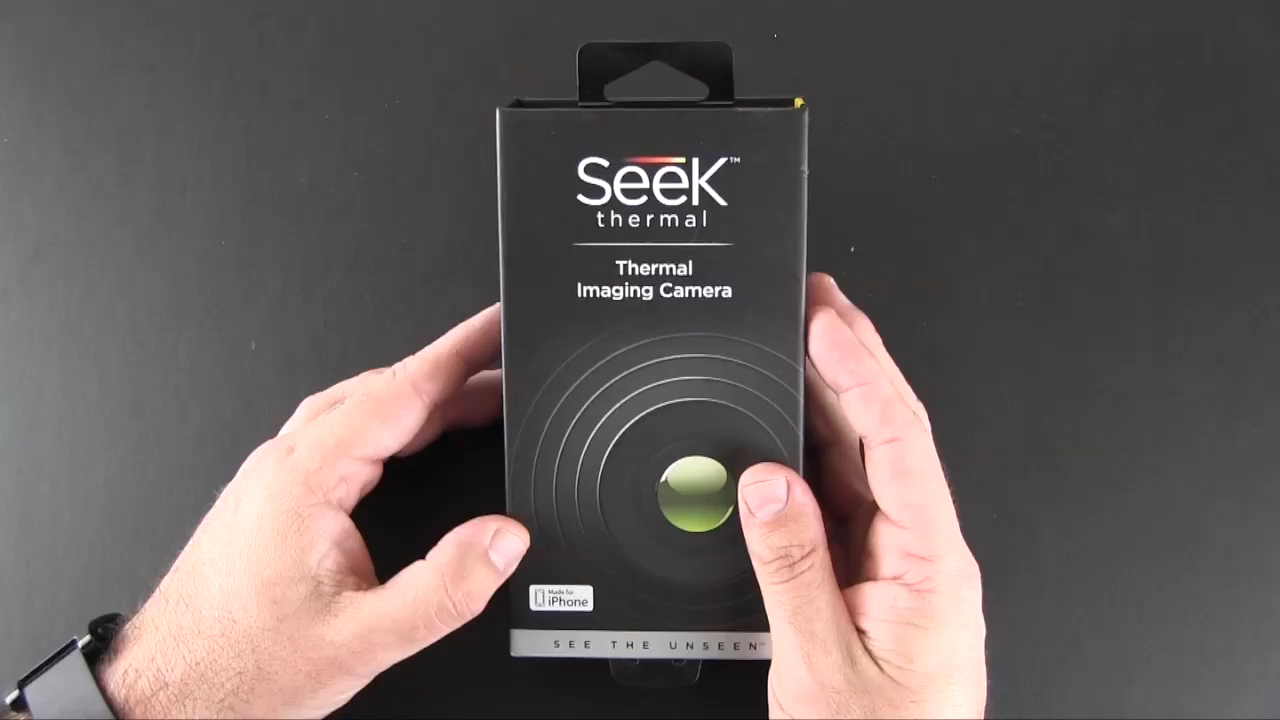 Seek™
thermal
Thermal
Imaging Camera
Made for
iPhone
SEE THE UNSEEN™